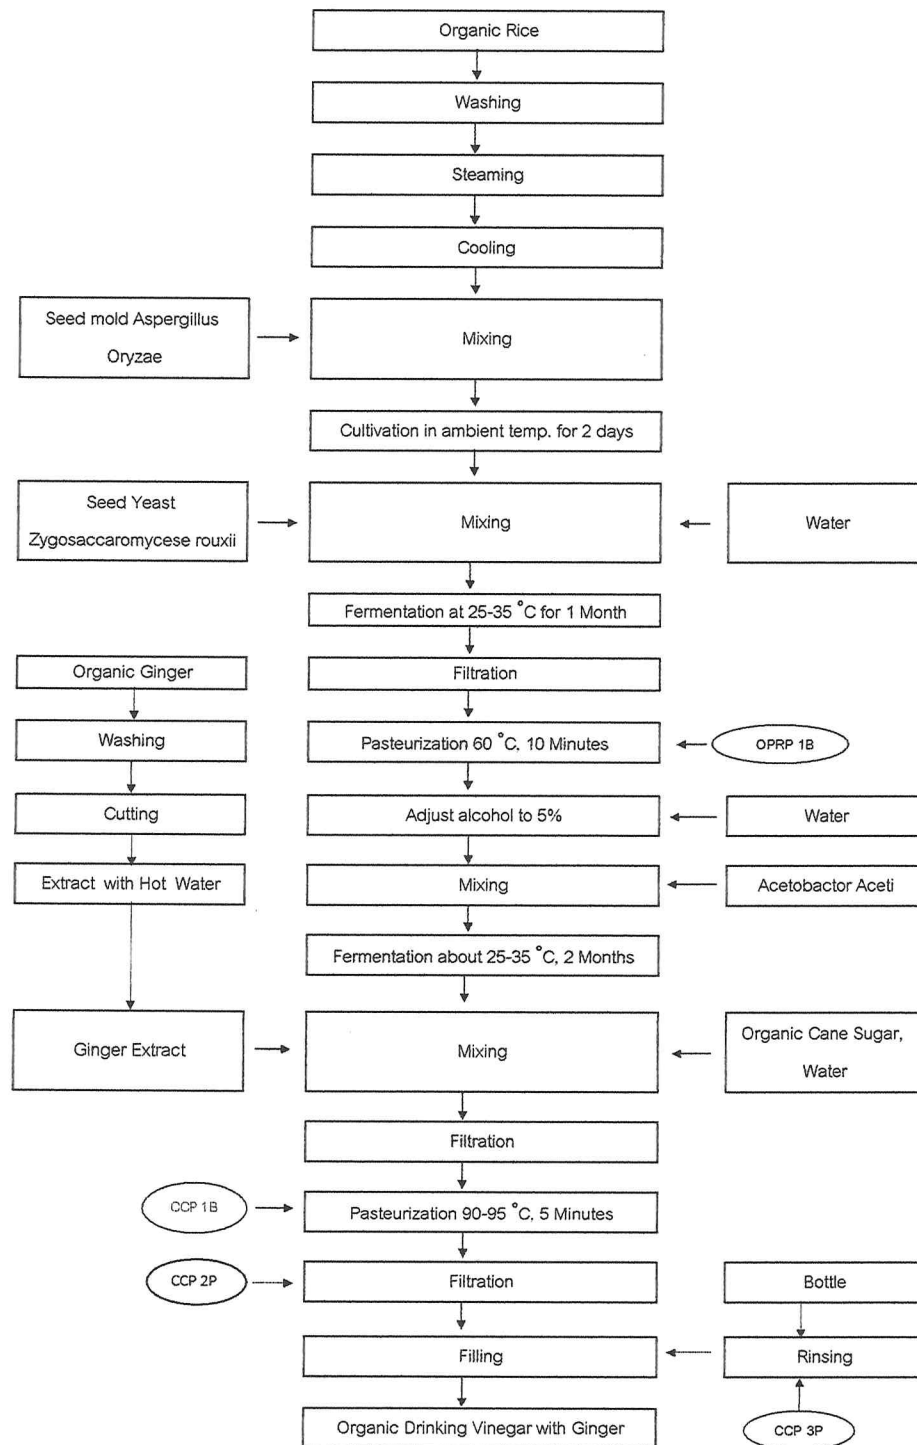 Organic Rice
Washing
Steaming
Cooling
Seed mold Aspergillus
Oryzae
Mixing
Cultivation in ambient temp. for 2 days
Seed Yeast
Zygosaccaromycese rouxii
Mixing
Water
Fermentation at 25-35 °C for 1 Month
Organic Ginger
Filtration
Washing
Pasteurization 60 °C, 10 Minutes
OPRP 1B
Cutting
Adjust alcohol to 5%
Water
Extract with Hot Water
Mixing
Acetobactor Aceti
Fermentation about 25-35 °C, 2 Months
Ginger Extract
Mixing
Organic Cane Sugar,
Water
Filtration
CCP 1B
Pasteurization 90-95 °C, 5 Minutes
CCP 2P
Filtration
Bottle
Filling
Rinsing
Organic Drinking Vinegar with Ginger
CCP 3P